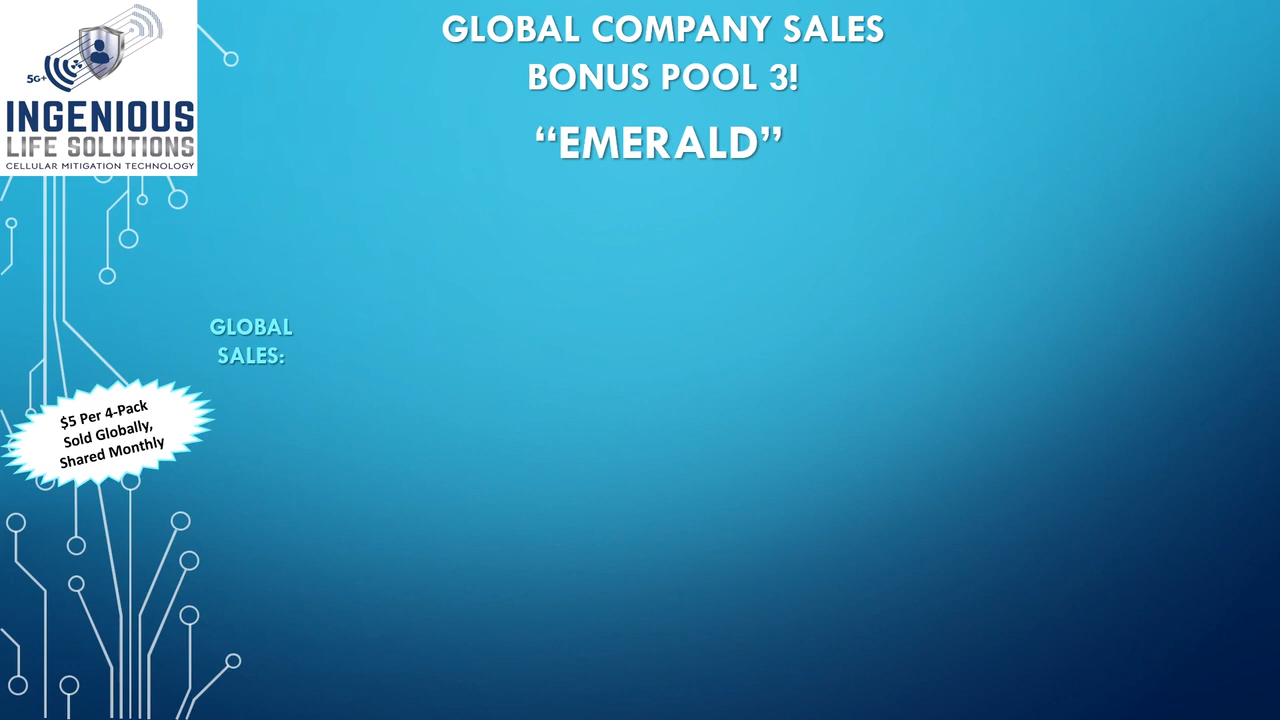 5G+
INGENIOUS
LIFE SOLUTIONS
CELLULAR MITIGATION TECHNOLOGY
GLOBAL COMPANY SALES
BONUS POOL 3!
“EMERALD”
GLOBAL
SALES:
$5 Per 4-Pack
Sold Globally,
Shared Monthly